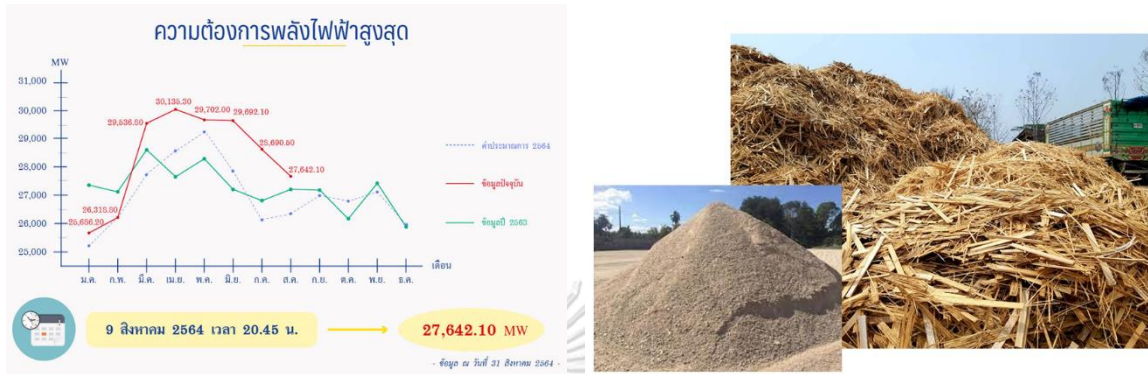 ความต้องการพลังไฟฟ้าสูงสุด
MW
31,000
30,000
29,000
28,000
27,000
26,000
25,000
25,656.20
26,315.50
29,536.50
30,135.30
29,702.00
29,692.10
25,690.50
27,642.10
ค่าประมาณการ 2564
ข้อมูลปัจจุบัน
ข้อมูลปี 2563
ม.ค. ก.พ. มี.ค. เม.ย. พ.ค. มิ.ย. ก.ค. ส.ค. ก.ย. ต.ค. พ.ย. ธ.ค. เดือน
9 สิงหาคม 2564 เวลา 20.45 น. 27,642.10 MW
- ข้อมูล ณ วันที่ 31 สิงหาคม 2564 -